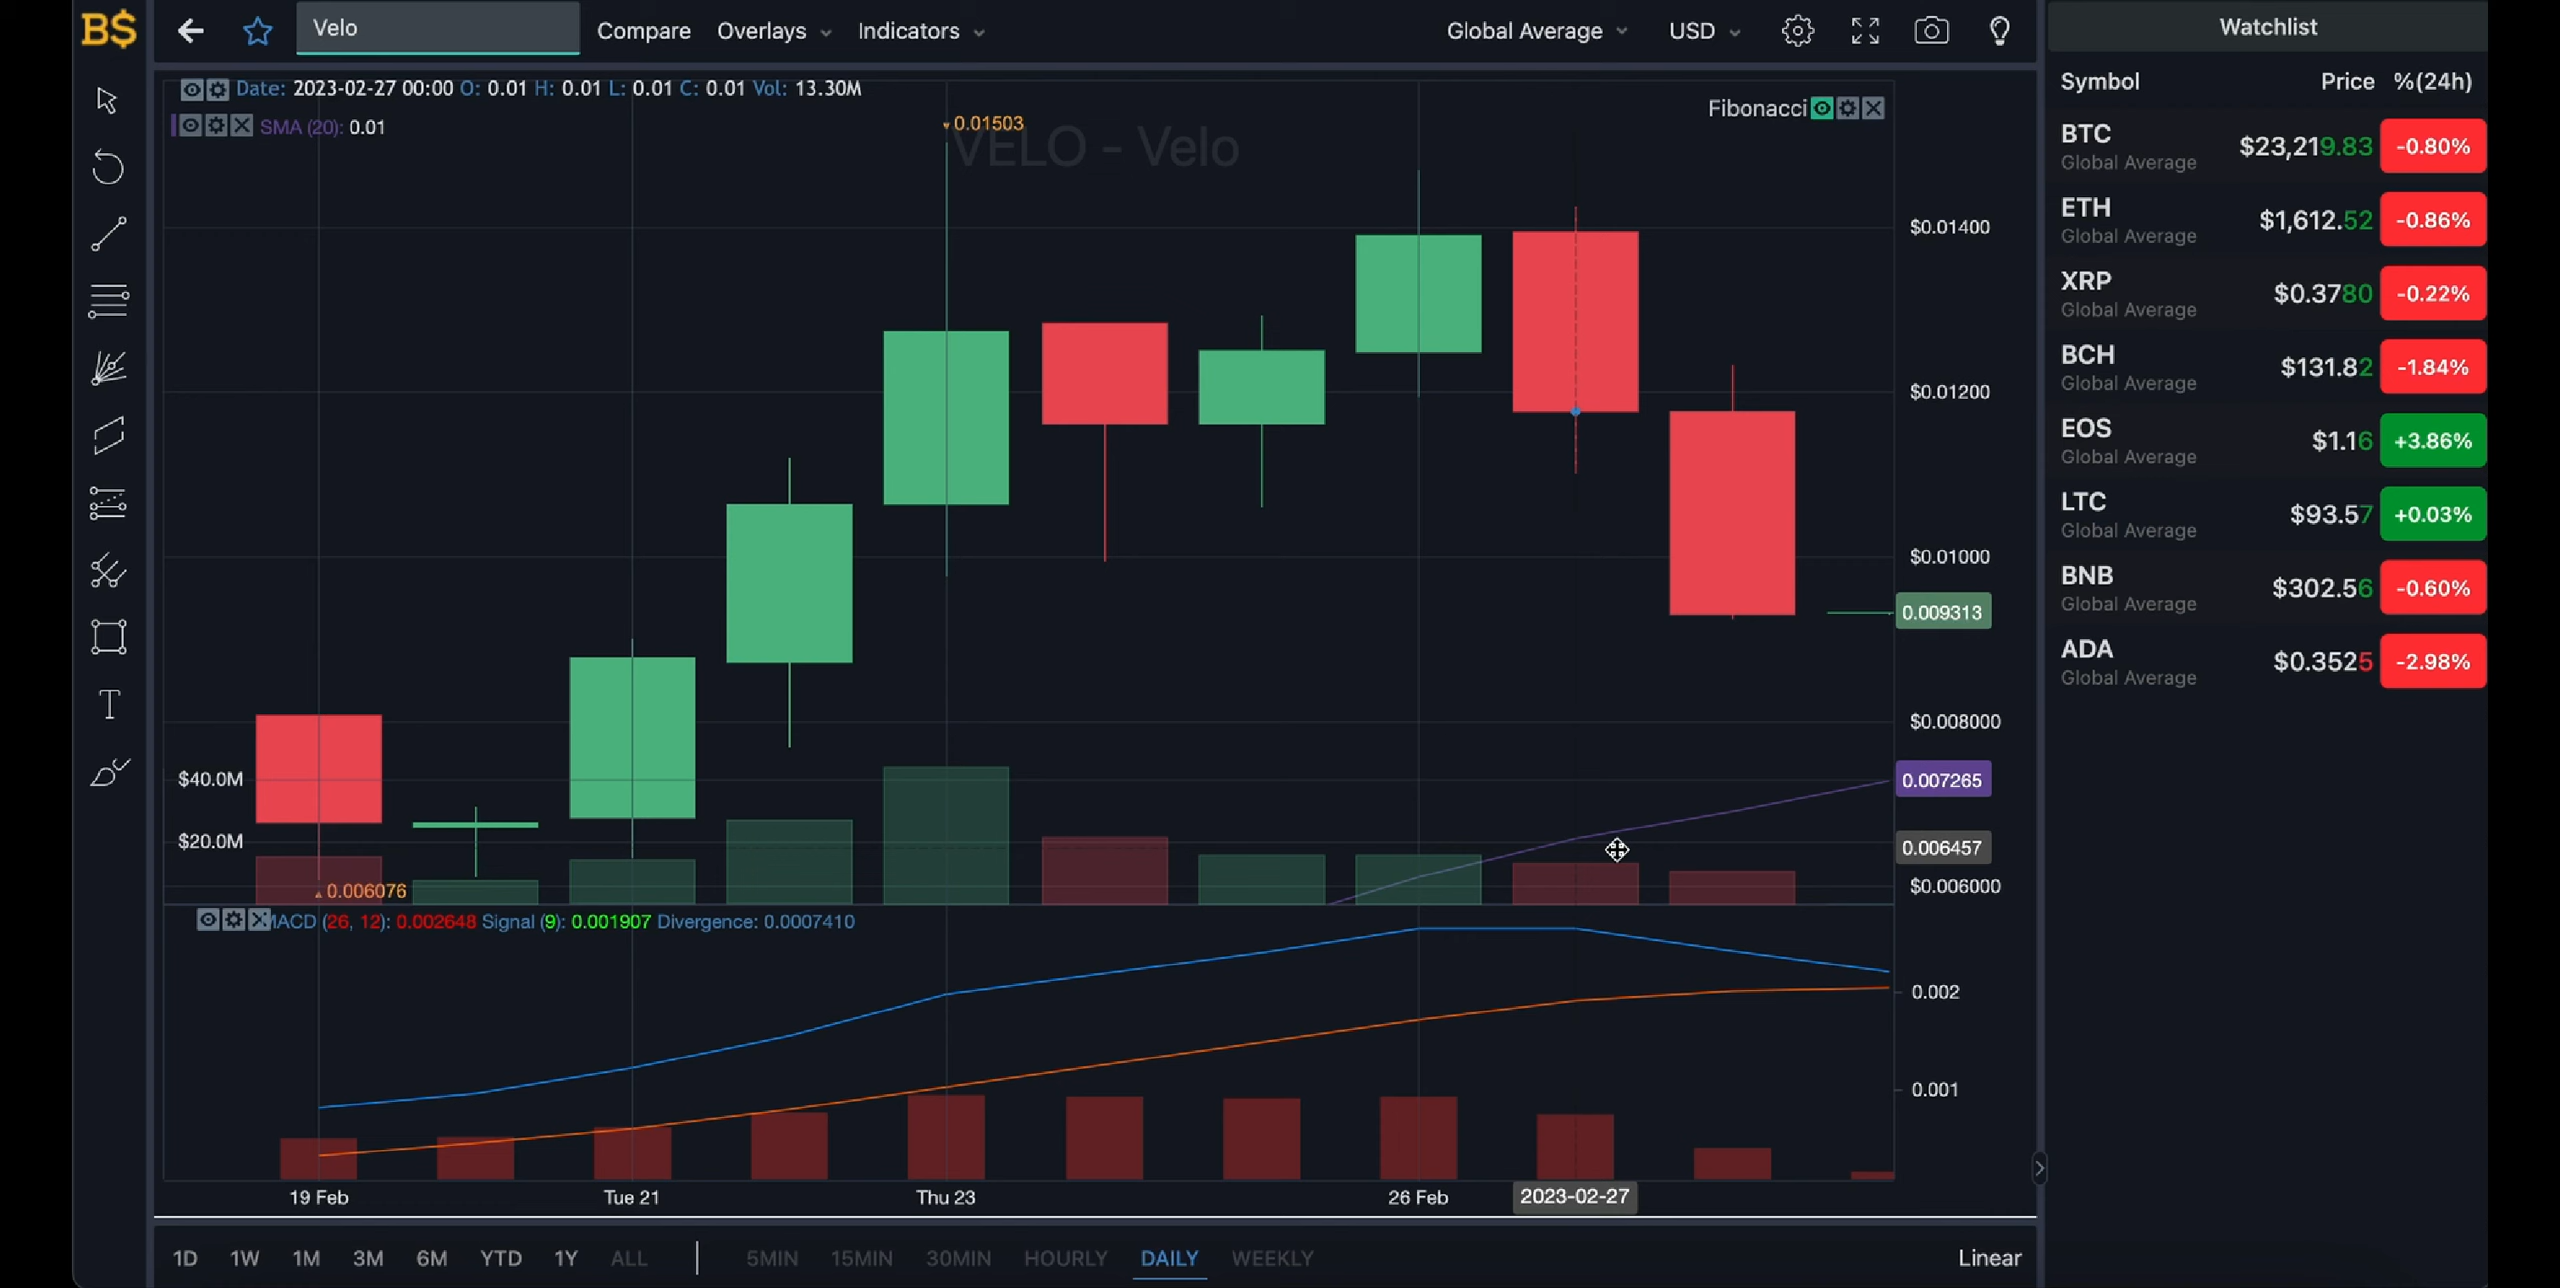 B$
Velo
Compare
Overlays
Indicators
Global Average
USD
Date: 2023-02-27 00:00 O: 0.01 H: 0.01 L: 0.01 C: 0.01 Vol: 13.30M
SMA (20): 0.01
Fibonacci
VELO - Velo
0.01503
$0.01400
$0.01200
$0.01000
0.009313
$0.008000
0.007265
0.006457
$0.006000
$40.0M
$20.0M
0.006076
MACD (26, 12): 0.002648 Signal (9): 0.001907 Divergence: 0.0007410
0.002
0.001
19 Feb
Tue 21
Thu 23
26 Feb
2023-02-27
1D 1W 1M 3M 6M YTD 1Y ALL
5MIN 15MIN 30MIN HOURLY DAILY WEEKLY
Linear
T
Watchlist
Symbol Price %(24h)
BTC $23,219.83 -0.80%
Global Average
ETH $1,612.52 -0.86%
Global Average
XRP $0.3780 -0.22%
Global Average
BCH $131.82 -1.84%
Global Average
EOS $1.16 +3.86%
Global Average
LTC $93.57 +0.03%
Global Average
BNB $302.56 -0.60%
Global Average
ADA $0.3525 -2.98%
Global Average